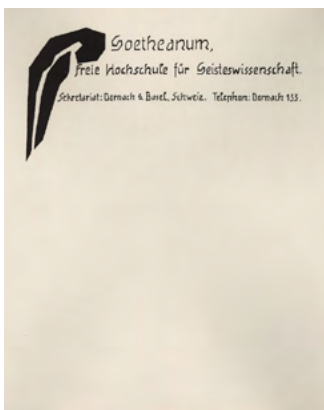 Goetheanum,
Freie Hochschule für Geisteswissenschaft.
Sekretariat: Dornach b. Basel, Schweiz. Telephon: Dornach 133.